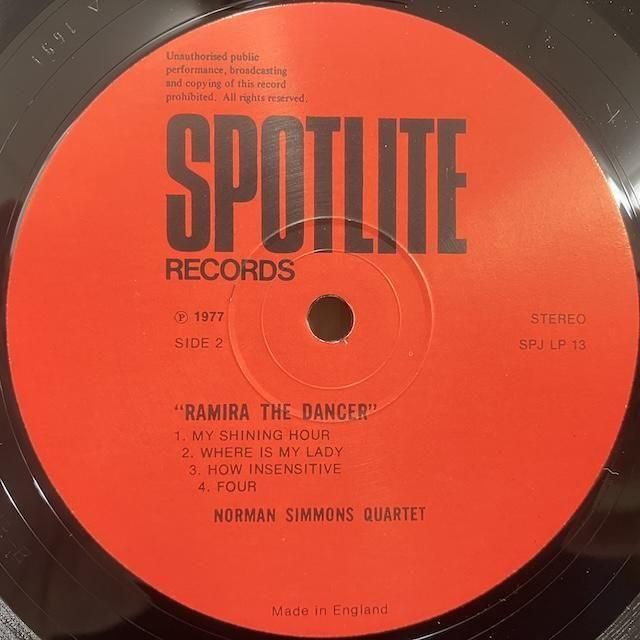 Unauthorised public
performance, broadcasting
and copying of this record
prohibited. All rights reserved.
SPOTLITE
RECORDS
Ⓟ 1977
STEREO
SIDE 2
SPJ LP 13
"RAMIRA THE DANCER"
1. MY SHINING HOUR
2. WHERE IS MY LADY
3. HOW INSENSITIVE
4. FOUR
NORMAN SIMMONS QUARTET
Made in England